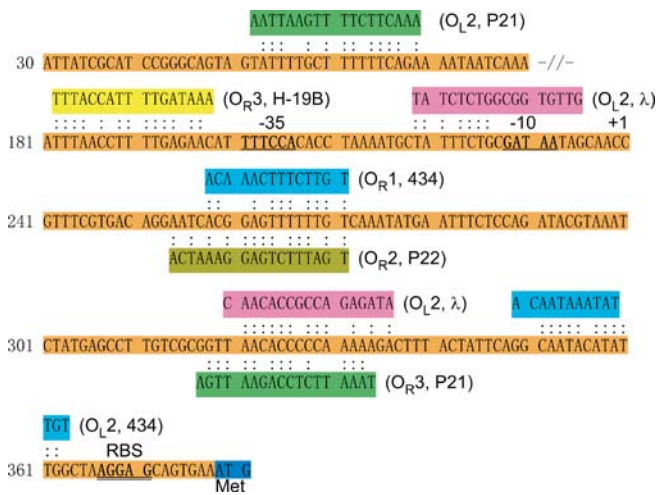 AATTAAGTT TTCTTCAAA (OL2, P21)
30 ATTATCGCAT CCGGGCAGTA GTATTTTGCT TTTTTCAGAA AATAATCAAA -//-
TTTACCATT TTGATAAA (OR3, H-19B) TA TCTCTGGCGG TGTTG (OL2, λ)
-35 -10 +1
181 ATTTAACCTT TTGAGAACAT TTTCCACACC TAAAATGCTA TTTCTGCGAT AATAGCAACC
ACA AACTTTCTTG T (OR1, 434)
241 GTTTCGTGAC AGGAATCACG GAGTTTTTTG TCAAATATGA ATTTCTCCAG ATACGTAAAT
ACTAAAG GAGTCTTTAG T (OR2, P22)
C AACACCGCCA GAGATA (OL2, λ) A ACAATAAATAT
301 CTATGAGCCT TGTCGCGGTT AACACCCCCA AAAAGACTTT ACTATTCAGG CAATACATAT
AGTT AAGACCTCTT AAAT (OR3, P21)
TGT (OL2, 434)
RBS
361 TGGCTAAGGA GCAGTGAAAT G
Met